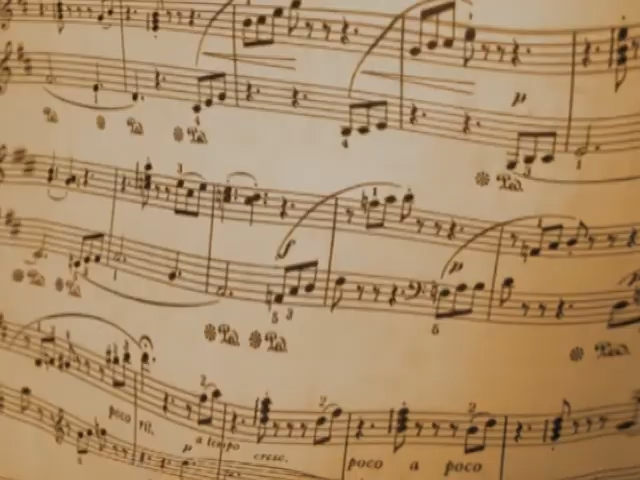 p
f
p
poco rit.
a tempo
p
cresc.
poco a poco